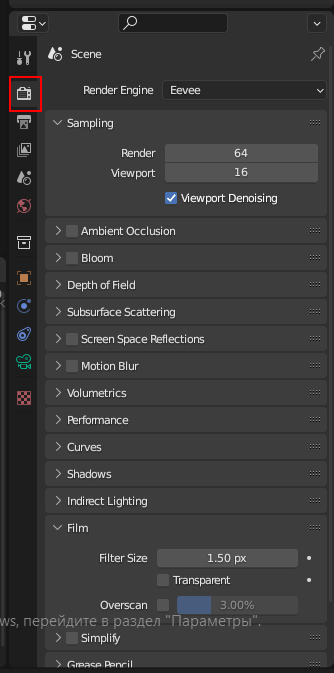 Scene
Render Engine Eevee
Sampling
Render 64
Viewport 16
Viewport Denoising
Ambient Occlusion
Bloom
Depth of Field
Subsurface Scattering
Screen Space Reflections
Motion Blur
Volumetrics
Performance
Curves
Shadows
Indirect Lighting
Film
Filter Size 1.50 px
Transparent
Overscan 3.00%
ws, перейдите в раздел "Параметры".
Simplify
Grease Pencil